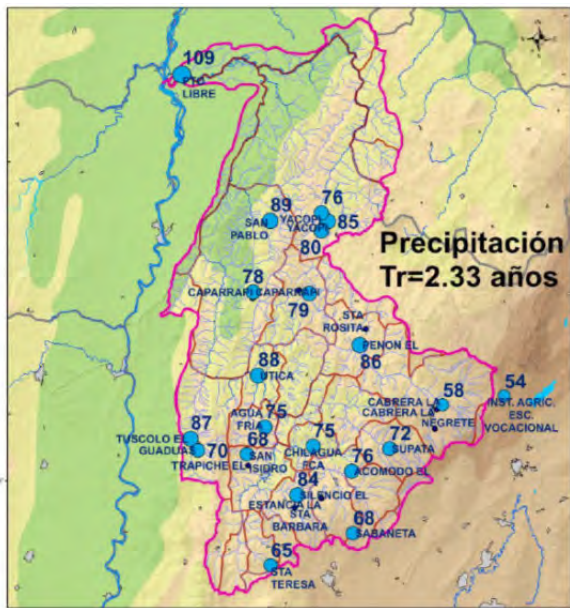 109
PTO
LIBRE
89
SAN
PABLO
76
YACOPI
YACOPI
85
80
Precipitación
Tr=2.33 años
78
CAPARRAPI
CAPARRAPI
79
STA
ROSITA
PENON EL
86
88
UTICA
CABRERA LA
CABRERA LA
58
NEGRETE
54
INST. AGRIC.
ESC.
VOCACIONAL
AGUA
FRÍA
75
87
TUSCOLO EL
GUADUAS
70
TRAPICHE EL
68
SAN
ISIDRO
75
CHILAGUA
FCA
72
SUPATA
76
ACOMODO EL
84
SILENCIO EL
ESTANCIA LA
STA
BARBARA
68
SABANETA
65
STA
TERESA